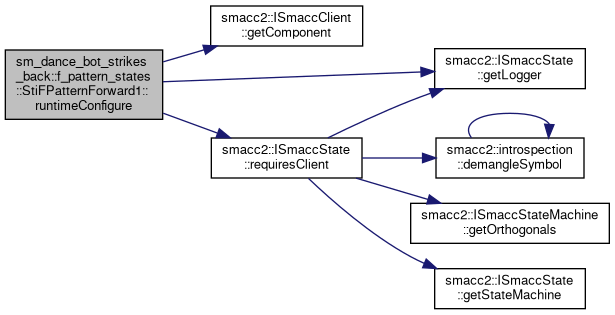 sm_dance_bot_strikes
_back::f_pattern_states
::StiFPatternForward1::
runtimeConfigure
smacc2::ISmaccClient
::getComponent
smacc2::ISmaccState
::getLogger
smacc2::ISmaccState
::requiresClient
smacc2::introspection
::demangleSymbol
smacc2::ISmaccStateMachine
::getOrthogonals
smacc2::ISmaccState
::getStateMachine